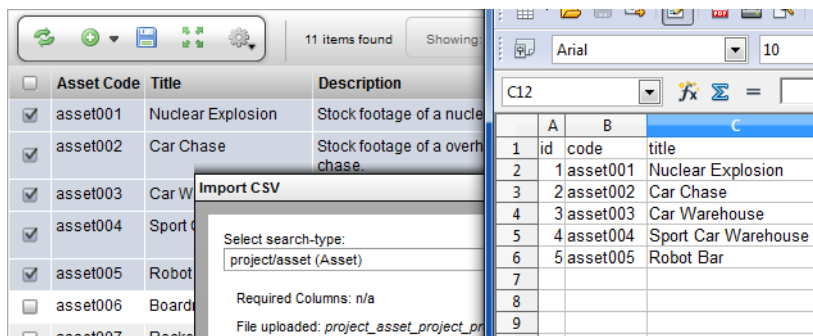 11 items found
Showing:
Asset Code Title Description
asset001 Nuclear Explosion Stock footage of a nucle
asset002 Car Chase Stock footage of a overh
chase.
asset003 Car W
asset004 Sport
asset005 Robot
asset006 Board
Import CSV
Select search-type:
project/asset (Asset)
Required Columns: n/a
File uploaded: project_asset_project_pr
PDF
Arial 10
C12
A B C
1 id code title
2 1 asset001 Nuclear Explosion
3 2 asset002 Car Chase
4 3 asset003 Car Warehouse
5 4 asset004 Sport Car Warehouse
6 5 asset005 Robot Bar
7
8
9